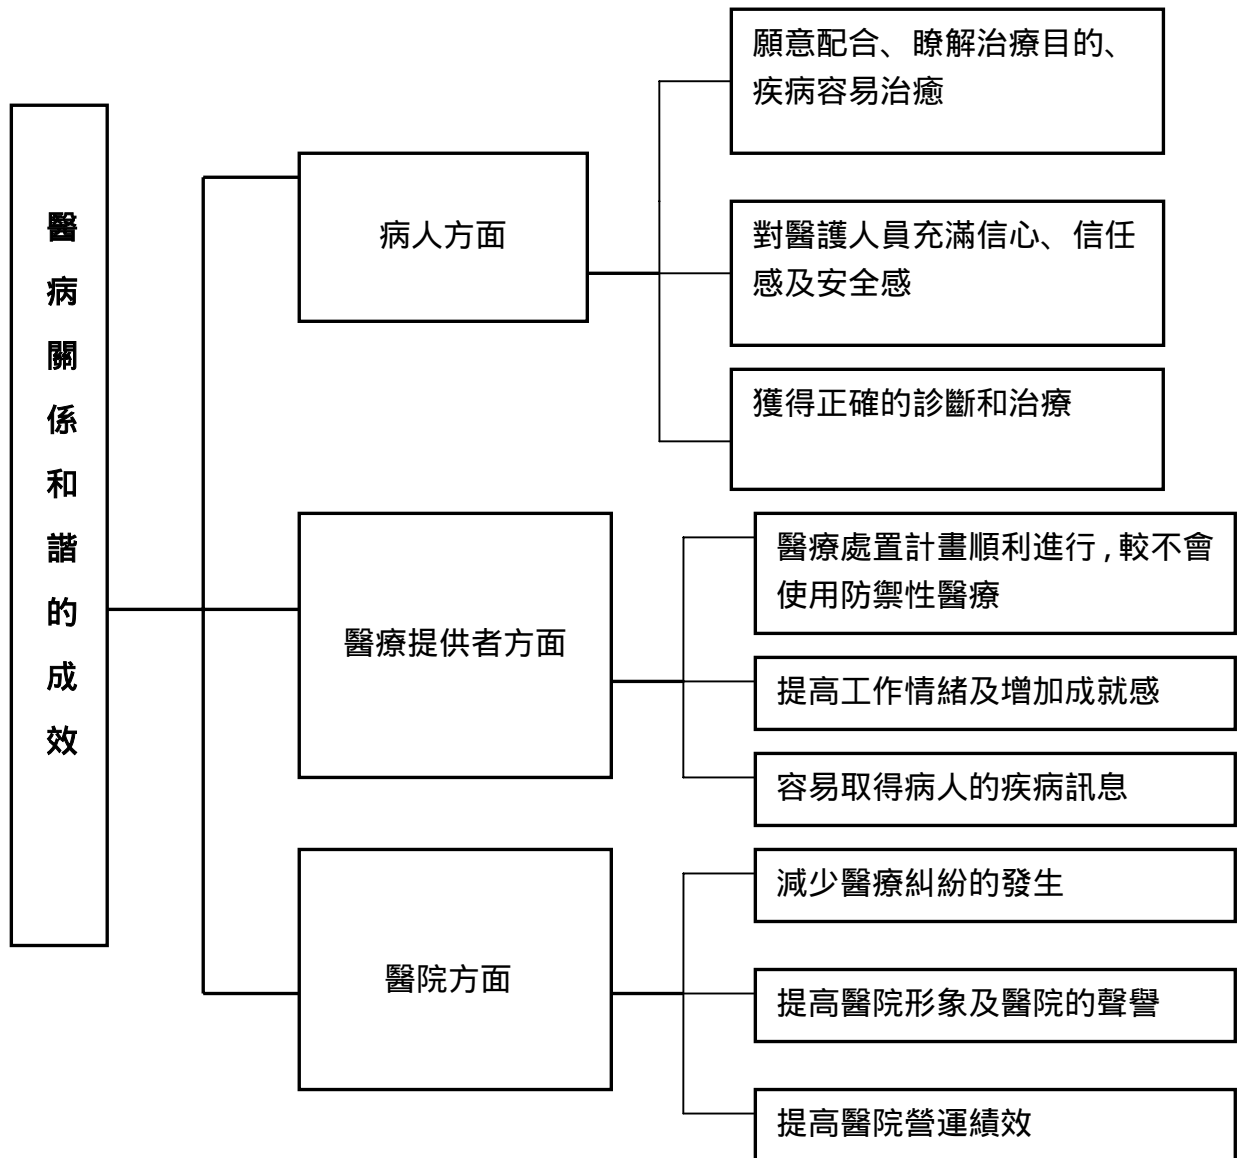 醫病關係和諧的成效
病人方面
願意配合、瞭解治療目的、
疾病容易治癒
對醫護人員充滿信心、信任
感及安全感
獲得正確的診斷和治療
醫療提供者方面
醫療處置計畫順利進行,較不會
使用防禦性醫療
提高工作情緒及增加成就感
容易取得病人的疾病訊息
醫院方面
減少醫療糾紛的發生
提高醫院形象及醫院的聲譽
提高醫院營運績效